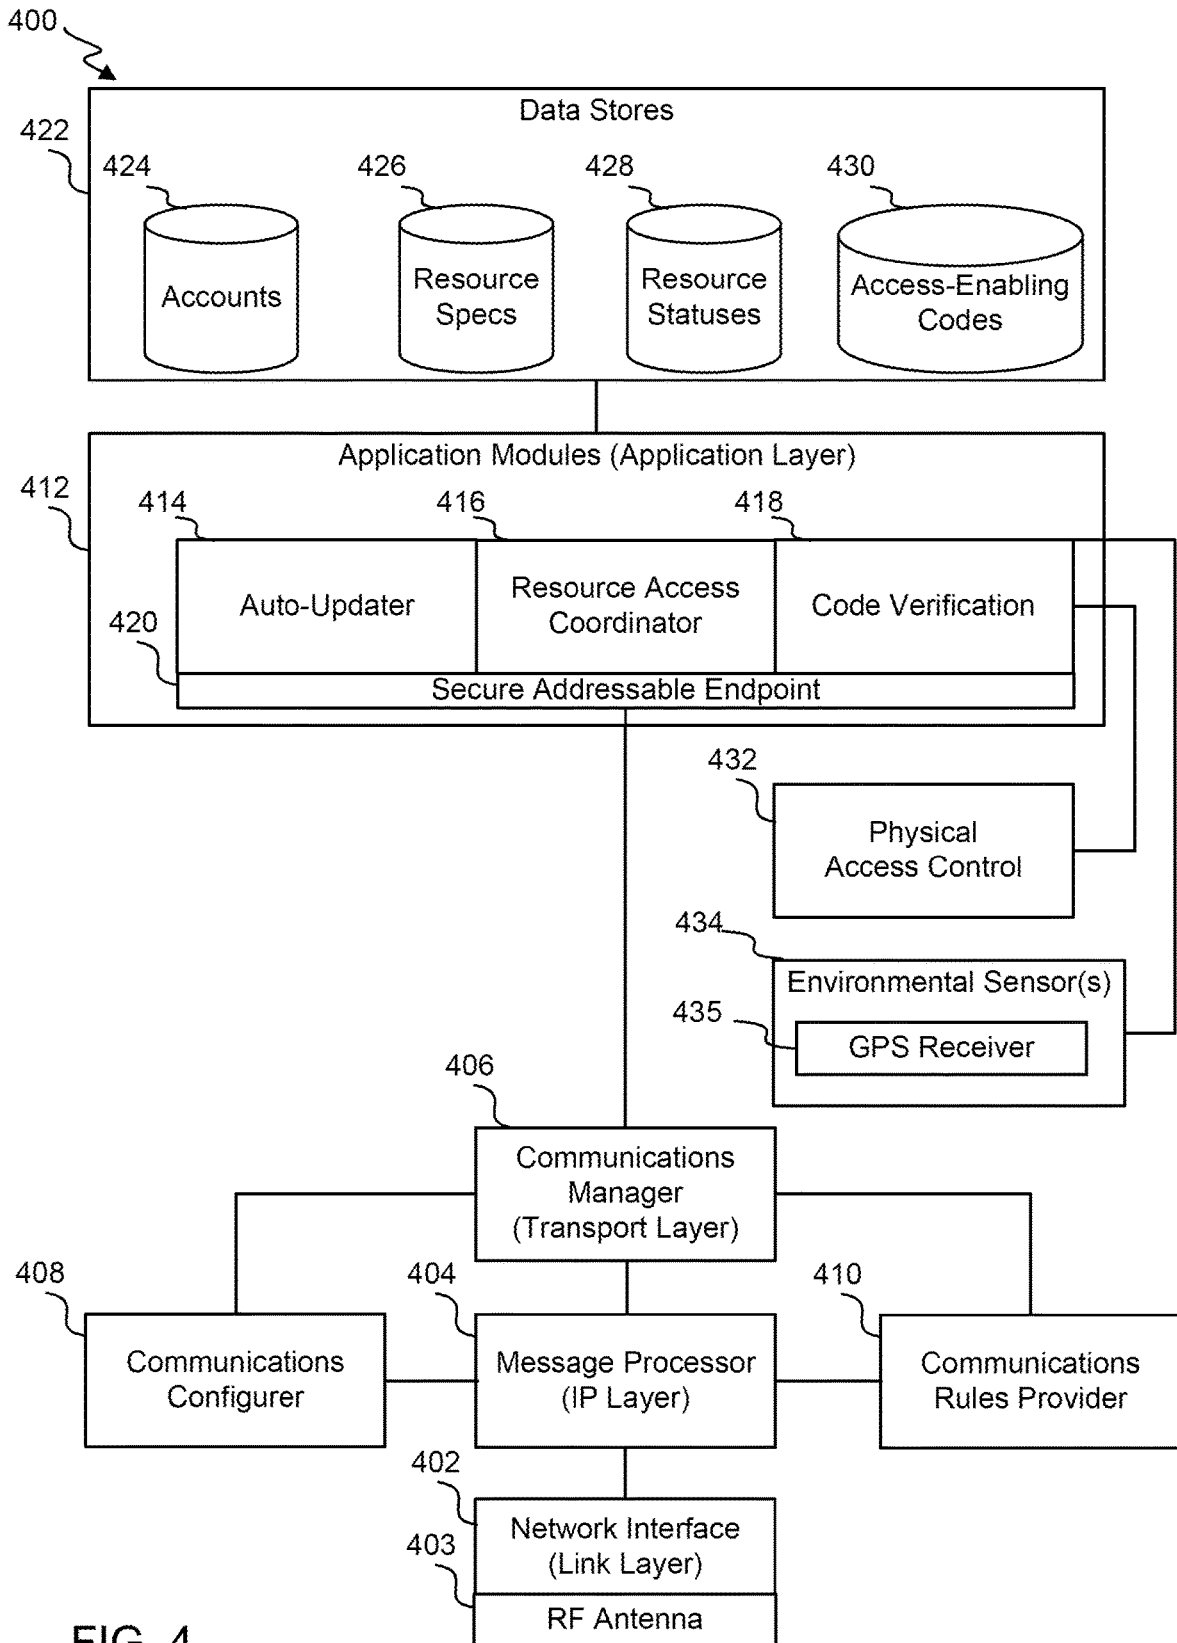 400
Data Stores
422
424
426
428
430
Accounts
Resource
Specs
Resource
Statuses
Access-Enabling
Codes
Application Modules (Application Layer)
412
414
416
418
Auto-Updater
Resource Access
Coordinator
Code Verification
420
Secure Addressable Endpoint
432
Physical
Access Control
434
Environmental Sensor(s)
435
GPS Receiver
406
Communications
Manager
(Transport Layer)
408
404
410
Communications
Configurer
Message Processor
(IP Layer)
Communications
Rules Provider
402
Network Interface
(Link Layer)
403
RF Antenna
FIG. 4